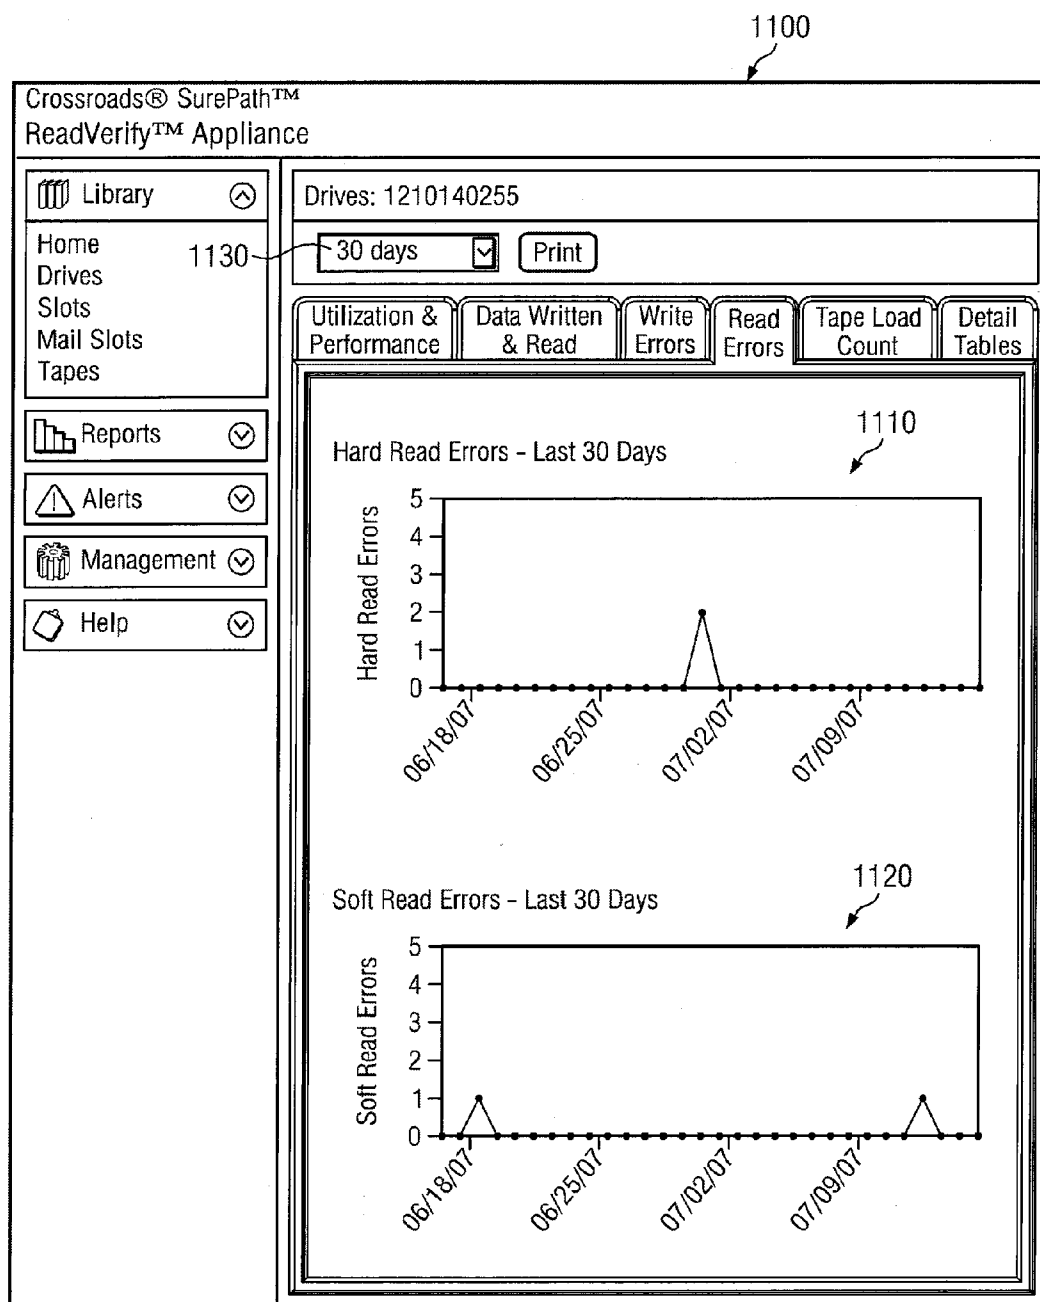 1100
Crossroads® SurePath™
ReadVerify™ Appliance
Library
Home
Drives
Slots
Mail Slots
Tapes
Reports
Alerts
Management
Help
Drives: 1210140255
1130
30 days
Print
Utilization &
Performance
Data Written
& Read
Write
Errors
Read
Errors
Tape Load
Count
Detail
Tables
1110
Hard Read Errors - Last 30 Days
Hard Read Errors
5
4
3
2
1
0
06/18/07
06/25/07
07/02/07
07/09/07
1120
Soft Read Errors - Last 30 Days
Soft Read Errors
5
4
3
2
1
0
06/18/07
06/25/07
07/02/07
07/09/07